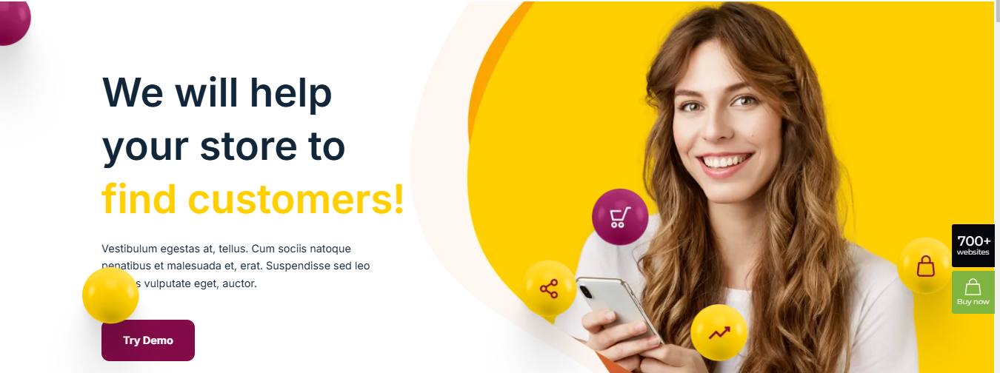 We will help
your store to
find customers!
Vestibulum egestas at, tellus. Cum sociis natoque
penatibus et malesuada et, erat. Suspendisse sed leo
vulputate eget, auctor.
Try Demo
700+
websites
Buy now